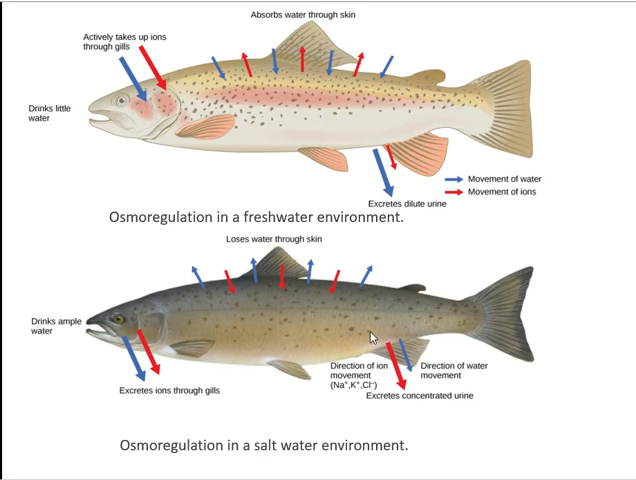 Absorbs water through skin
Actively takes up ions
through gills
Drinks little
water
Movement of water
Movement of ions
Excretes dilute urine
Osmoregulation in a freshwater environment.
Loses water through skin
Drinks ample
water
Direction of ion
movement
(Na⁺,K⁺,Cl⁻)
Direction of water
movement
Excretes ions through gills
Excretes concentrated urine
Osmoregulation in a salt water environment.